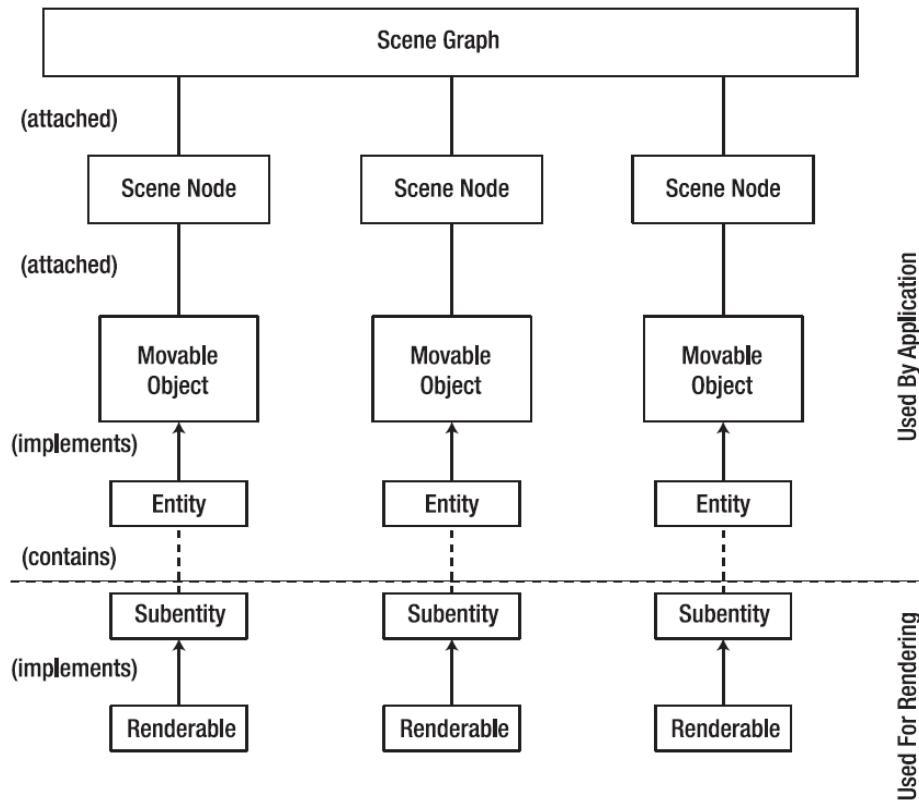 Scene Graph
(attached)
Scene Node
Scene Node
Scene Node
(attached)
Movable
Object
Movable
Object
Movable
Object
(implements)
Entity
Entity
Entity
(contains)
Used By Application
Subentity
Subentity
Subentity
(implements)
Renderable
Renderable
Renderable
Used For Rendering